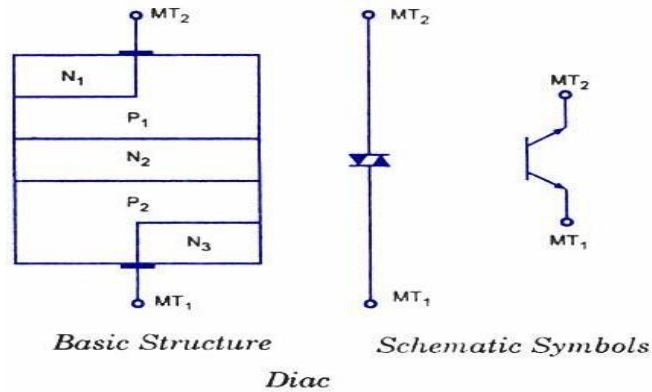 MT₂
N₁
P₁
N₂
P₂
N₃
MT₁
MT₂
MT₁
MT₂
MT₁
Basic Structure
Schematic Symbols
Diac